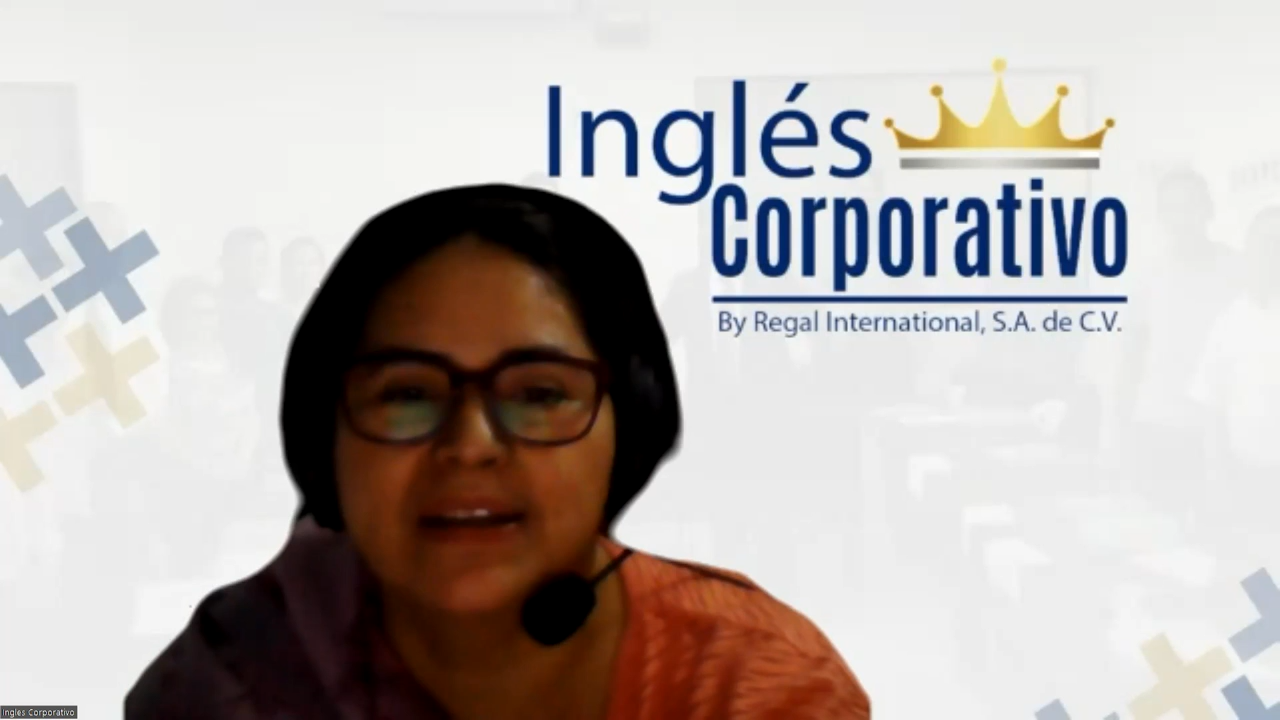 Inglés
Corporativo
By Regal International, S.A. de C.V.
Ingles Corporativo